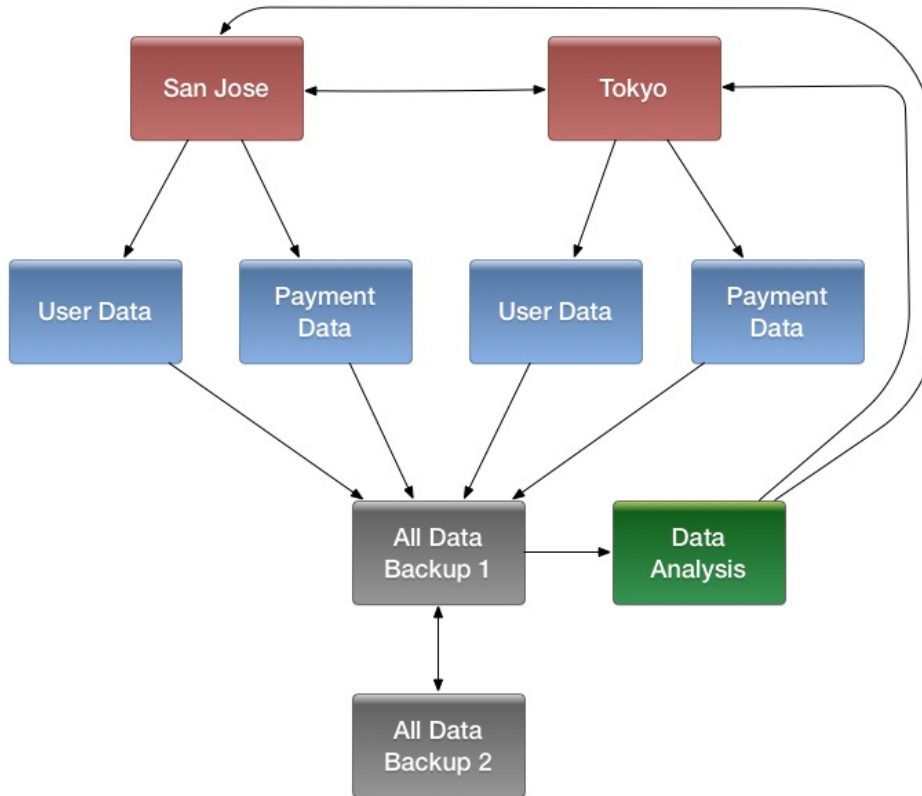 San Jose
Tokyo
User Data
Payment
Data
User Data
Payment
Data
All Data
Backup 1
Data
Analysis
All Data
Backup 2